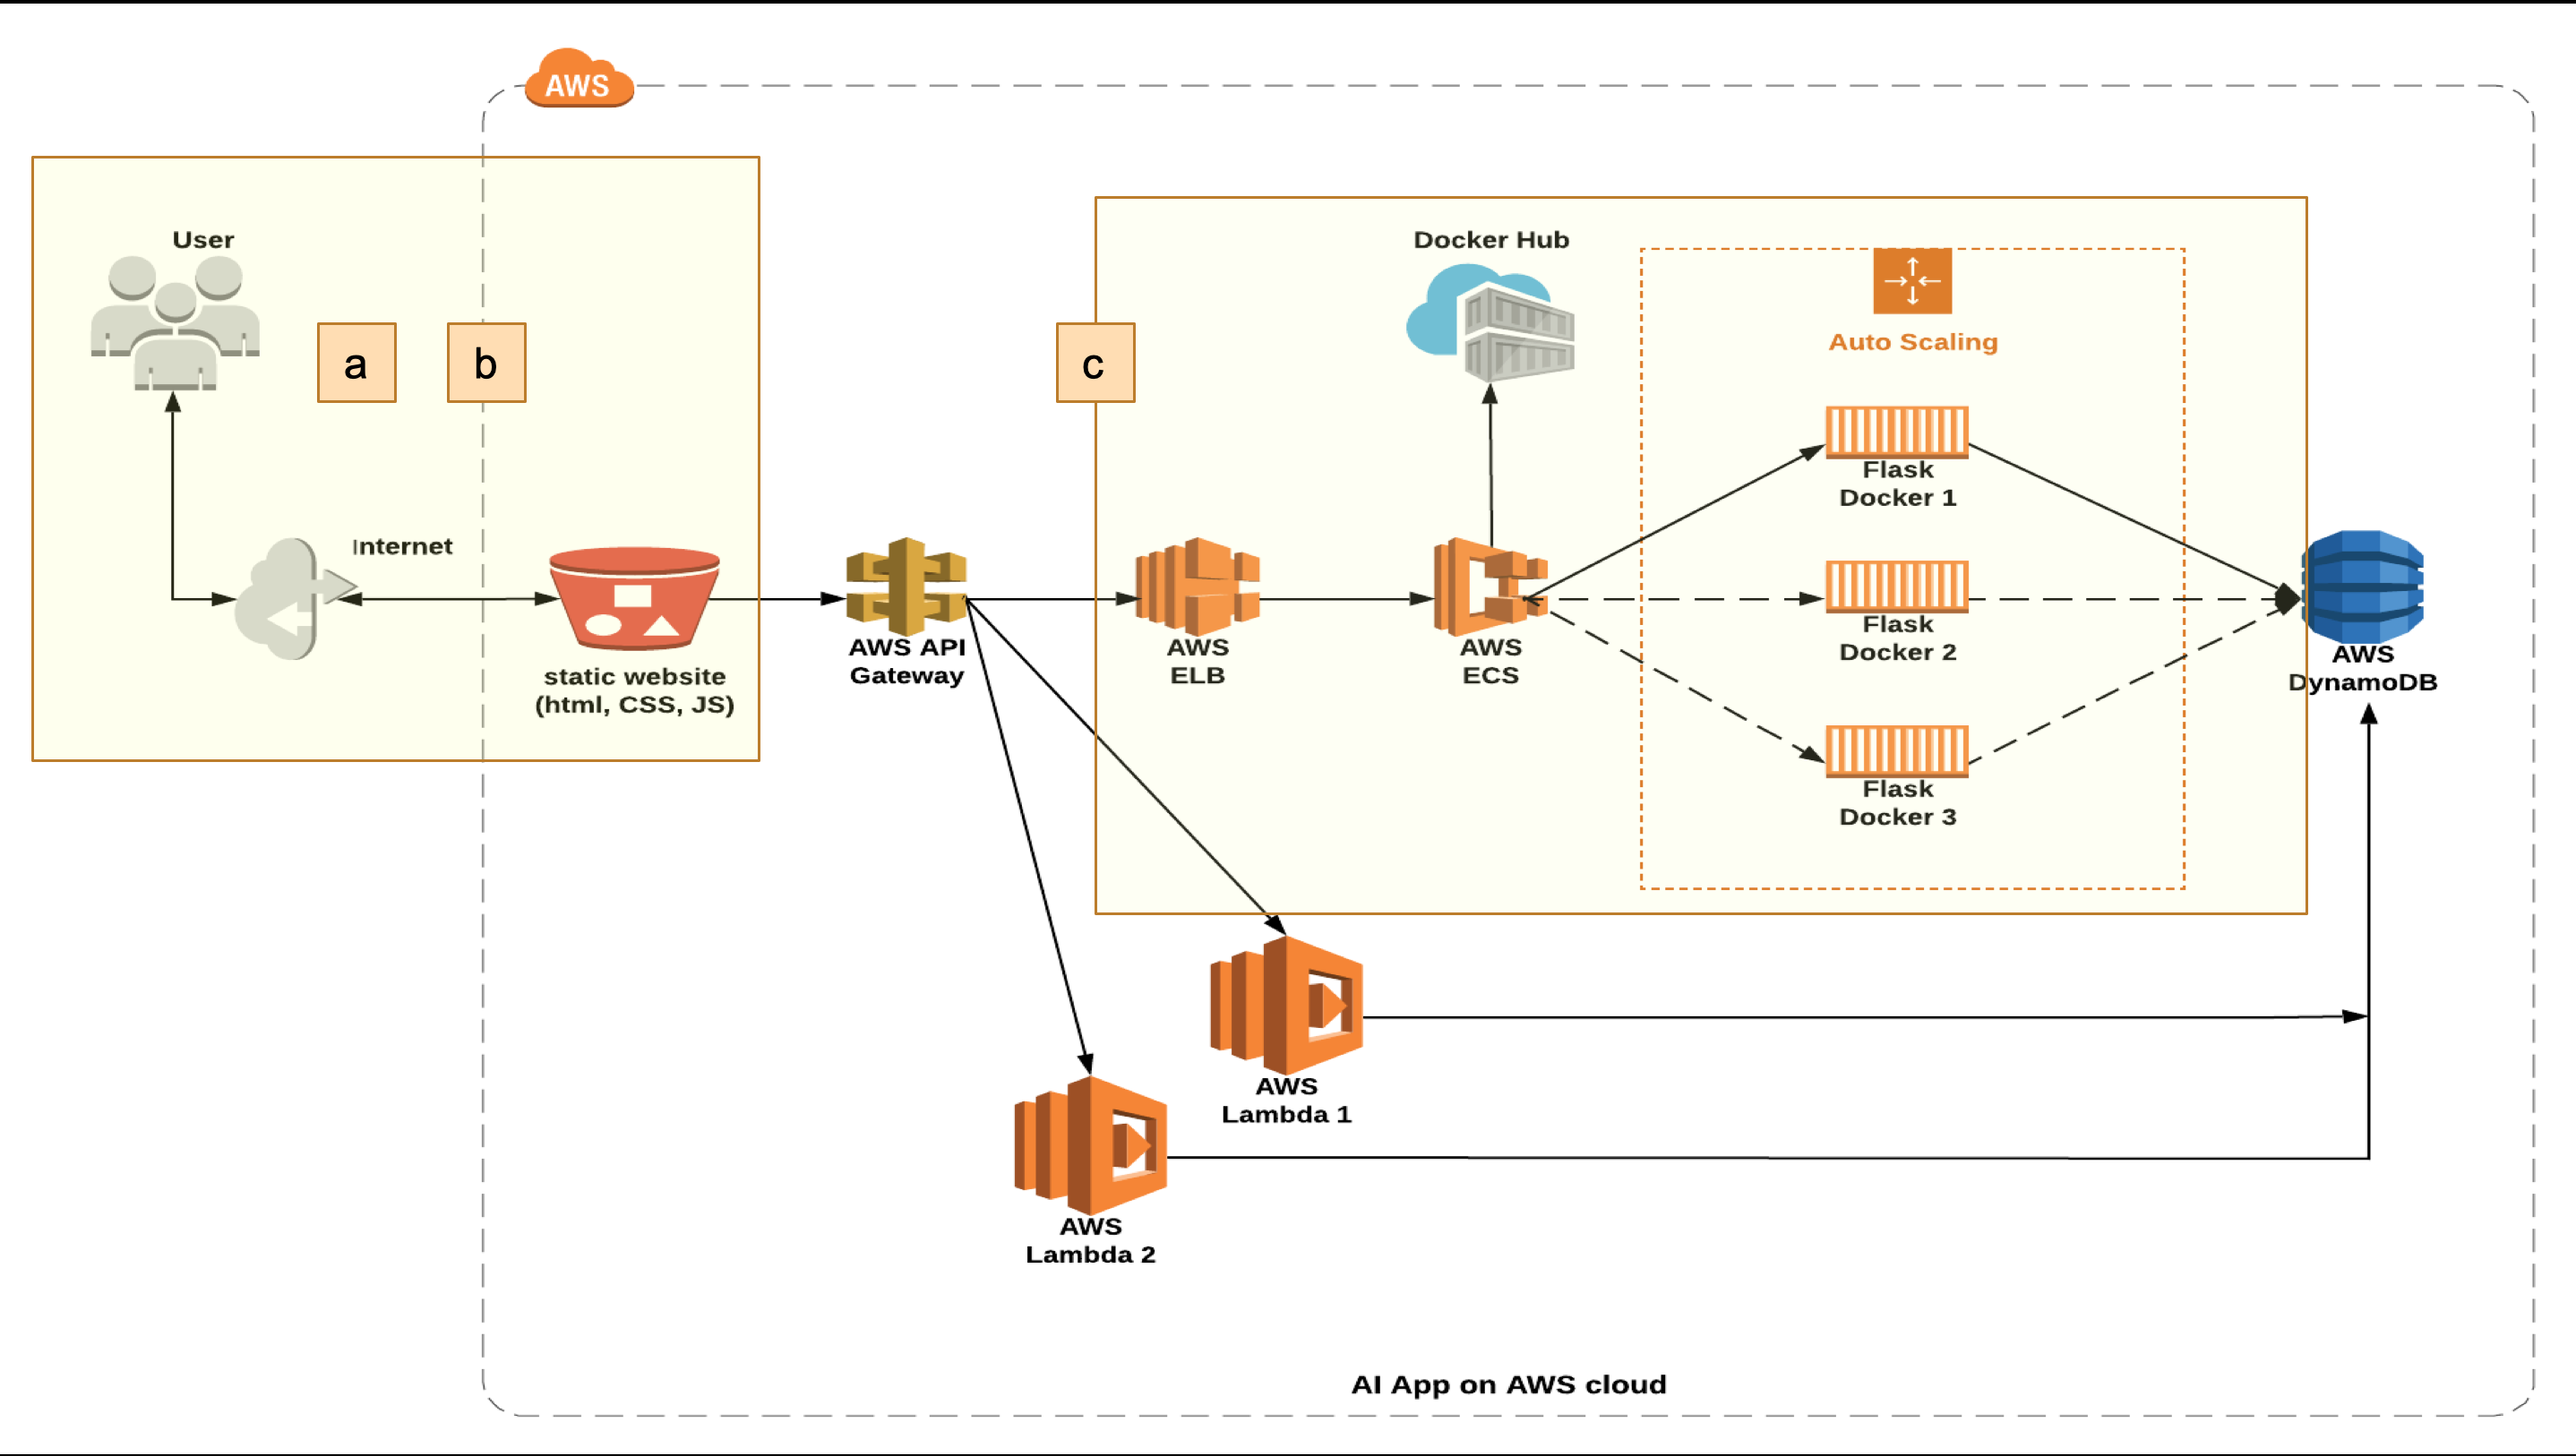 AWS
User
Docker Hub
Auto Scaling
a
b
c
Flask
Docker 1
Internet
static website
(html, CSS, JS)
AWS API
Gateway
AWS
ELB
AWS
ECS
Flask
Docker 2
AWS
DynamoDB
Flask
Docker 3
AWS
Lambda 1
AWS
Lambda 2
AI App on AWS cloud